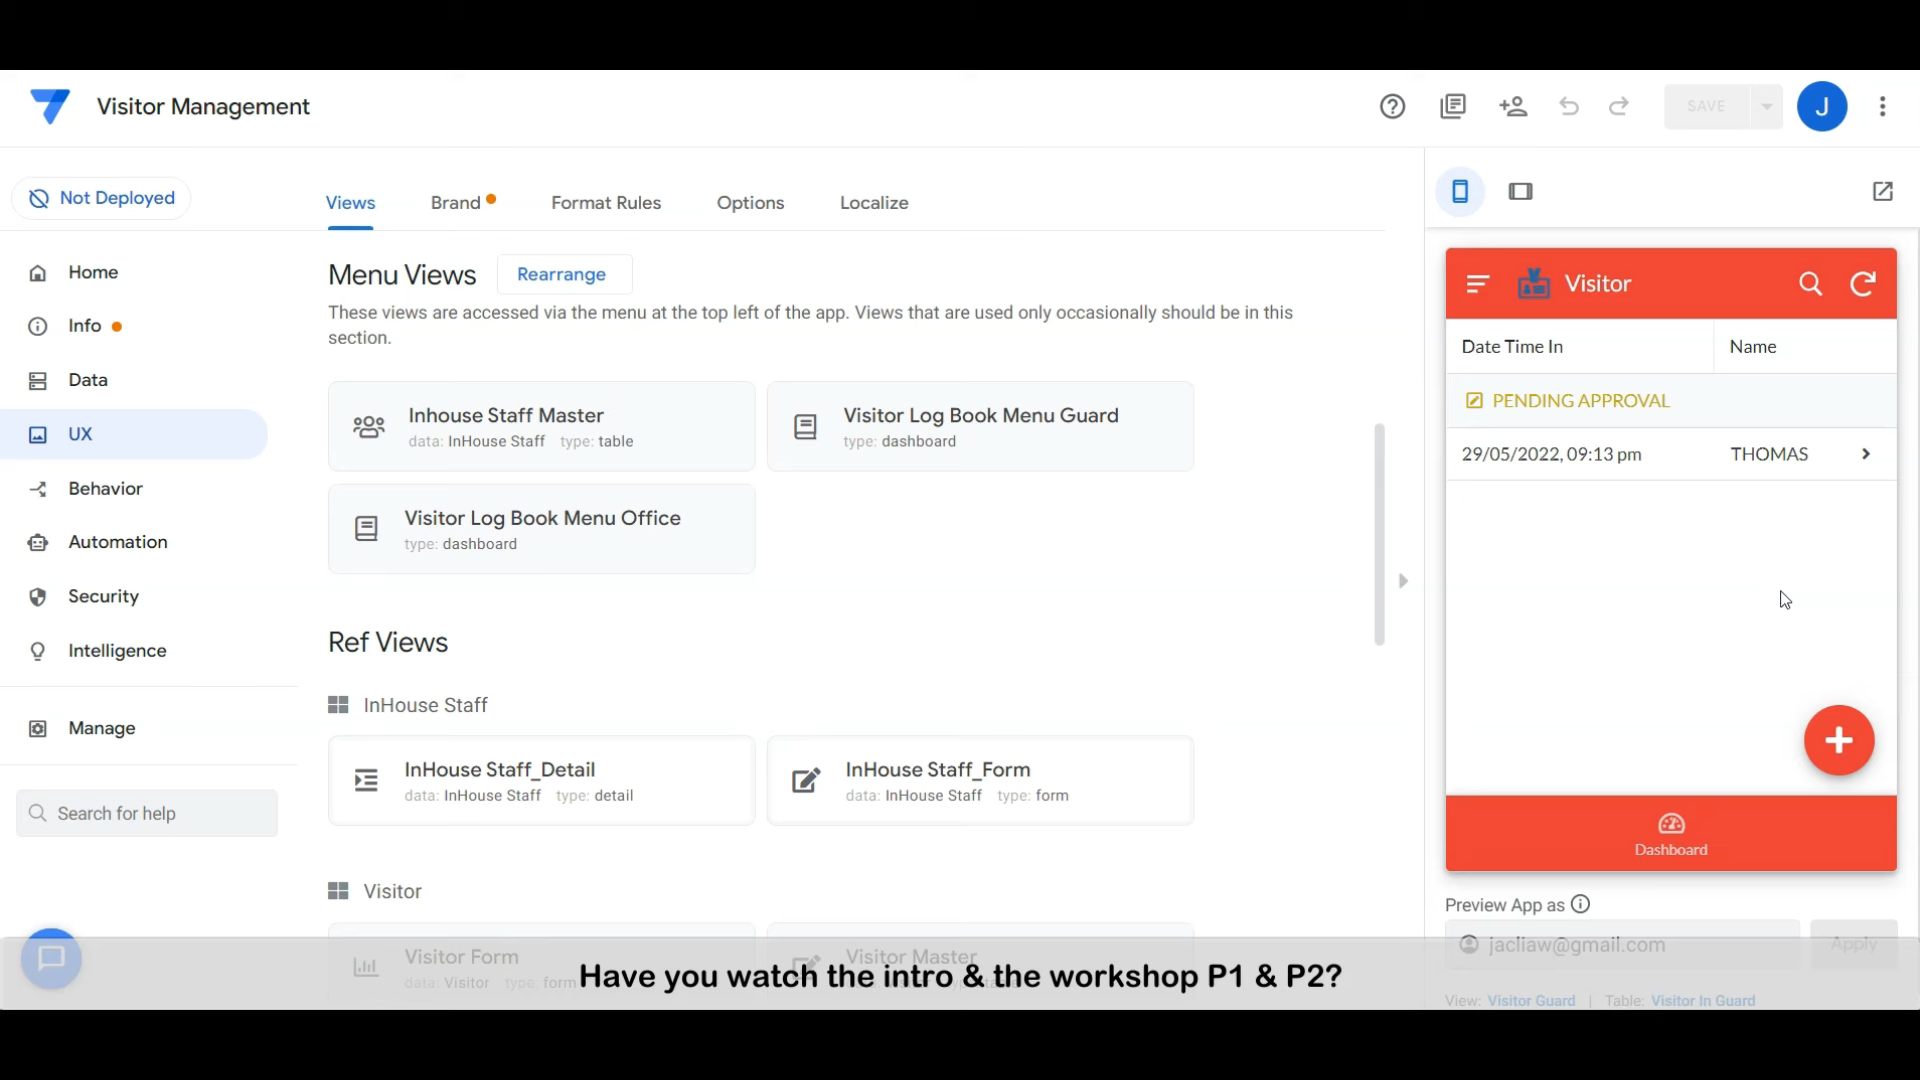 Visitor Management
SAVE
J
Not Deployed
Views
Brand
Format Rules
Options
Localize
Home
Info
Data
UX
Behavior
Automation
Security
Intelligence
Manage
Search for help
Menu Views
Rearrange
These views are accessed via the menu at the top left of the app. Views that are used only occasionally should be in this
section.
Inhouse Staff Master
data: InHouse Staff type: table
Visitor Log Book Menu Guard
type: dashboard
Visitor Log Book Menu Office
type: dashboard
Ref Views
InHouse Staff
InHouse Staff_Detail
data: InHouse Staff type: detail
InHouse Staff_Form
data: InHouse Staff type: form
Visitor
Visitor Form
data: Visitor type: form
Visitor Master
Have you watch the intro & the workshop P1 & P2?
Visitor
Date Time In
Name
PENDING APPROVAL
29/05/2022, 09:13 pm
THOMAS
Dashboard
Preview App as
jacliaw@gmail.com
Apply
View: Visitor Guard | Table: Visitor In Guard